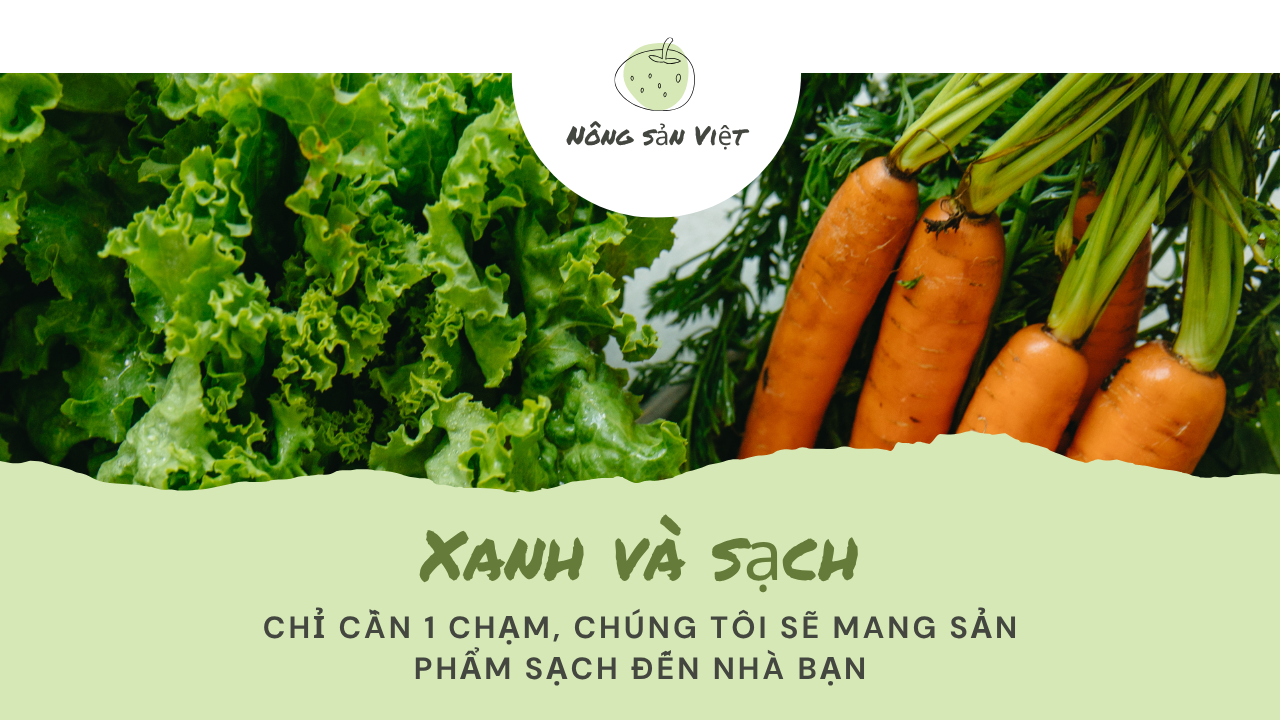 Nông sản Việt
Xanh và sạch
CHỈ CẦN 1 CHẠM, CHÚNG TÔI SẼ MANG SẢN
PHẨM SẠCH ĐẾN NHÀ BẠN